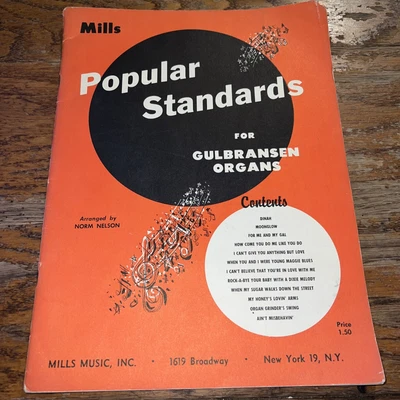 Mills
Popular
Standards
FOR
GULBRANSEN
ORGANS
Arranged by
NORM NELSON
Contents
DINAH
MOONGLOW
FOR ME AND MY GAL
HOW COME YOU DO ME LIKE YOU DO
I CAN'T GIVE YOU ANYTHING BUT LOVE
WHEN YOU AND I WERE YOUNG MAGGIE BLUES
I CAN'T BELIEVE THAT YOU'RE IN LOVE WITH ME
ROCK-A-BYE YOUR BABY WITH A DIXIE MELODY
WHEN MY SUGAR WALKS DOWN THE STREET
MY HONEY'S LOVIN' ARMS
ORGAN GRINDER'S SWING
AIN'T MISBEHAVIN'
Price
1.50
MILLS MUSIC, INC. • 1619 Broadway • New York 19, N.Y.